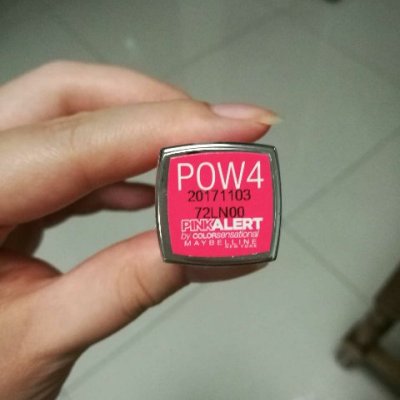 POW4
20171103
72LN00
PINKALERT
by COLORsensational
MAYBELLINE
NEW YORK